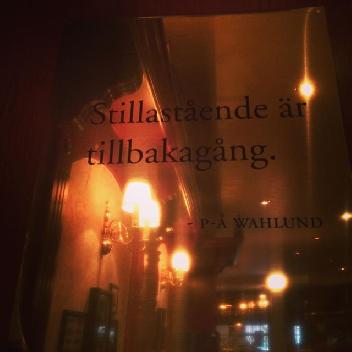 Stillastående är
tillbakagång.
- P-Å WAHLUND